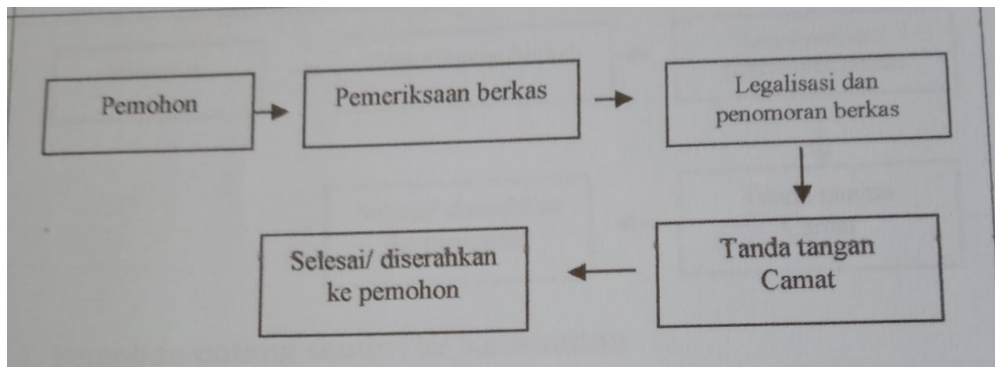 Pemohon
Pemeriksaan berkas
Legalisasi dan
penomoran berkas
Tanda tangan
Camat
Selesai/ diserahkan
ke pemohon